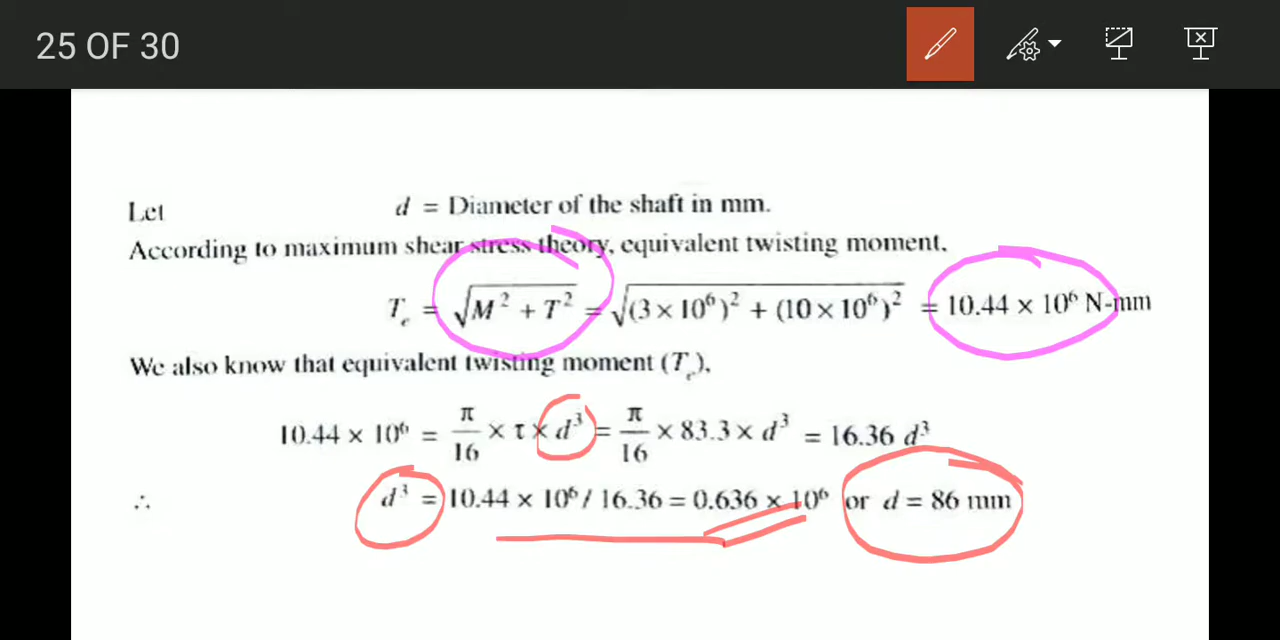 25 OF 30
Let d = Diameter of the shaft in mm.
According to maximum shear stress theory, equivalent twisting moment,
Tₑ = √(M² + T²) = √((3 × 10⁶)² + (10 × 10⁶)²) = 10.44 × 10⁶ N-mm
We also know that equivalent twisting moment (Tₑ),
10.44 × 10⁶ = π/16 × τ × d³ = π/16 × 83.3 × d³ = 16.36 d³
∴ d³ = 10.44 × 10⁶ / 16.36 = 0.636 × 10⁶ or d = 86 mm